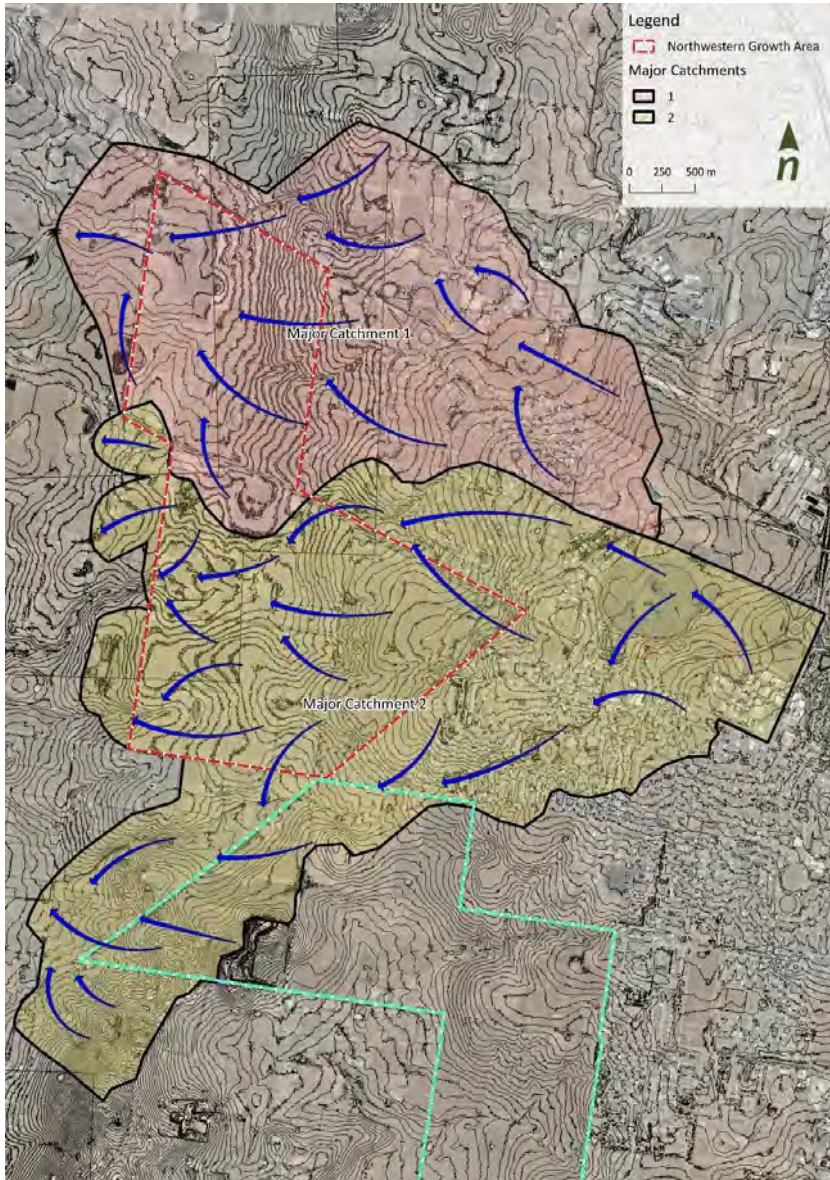 Legend
Northwestern Growth Area
Major Catchments
1
2
n
0 250 500 m
Major Catchment 1
Major Catchment 2